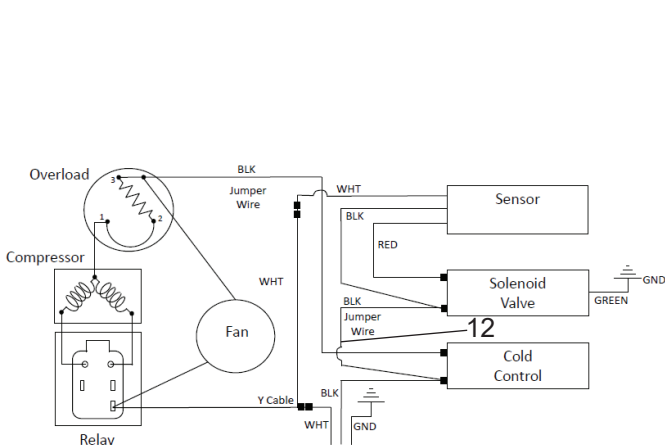 Overload
BLK
3
Jumper
Wire
WHT
Sensor
BLK
1
2
RED
Compressor
WHT
Solenoid
Valve
GND
GREEN
BLK
Jumper
Wire
12
Fan
Cold
Control
Y Cable
BLK
WHT
GND
Relay